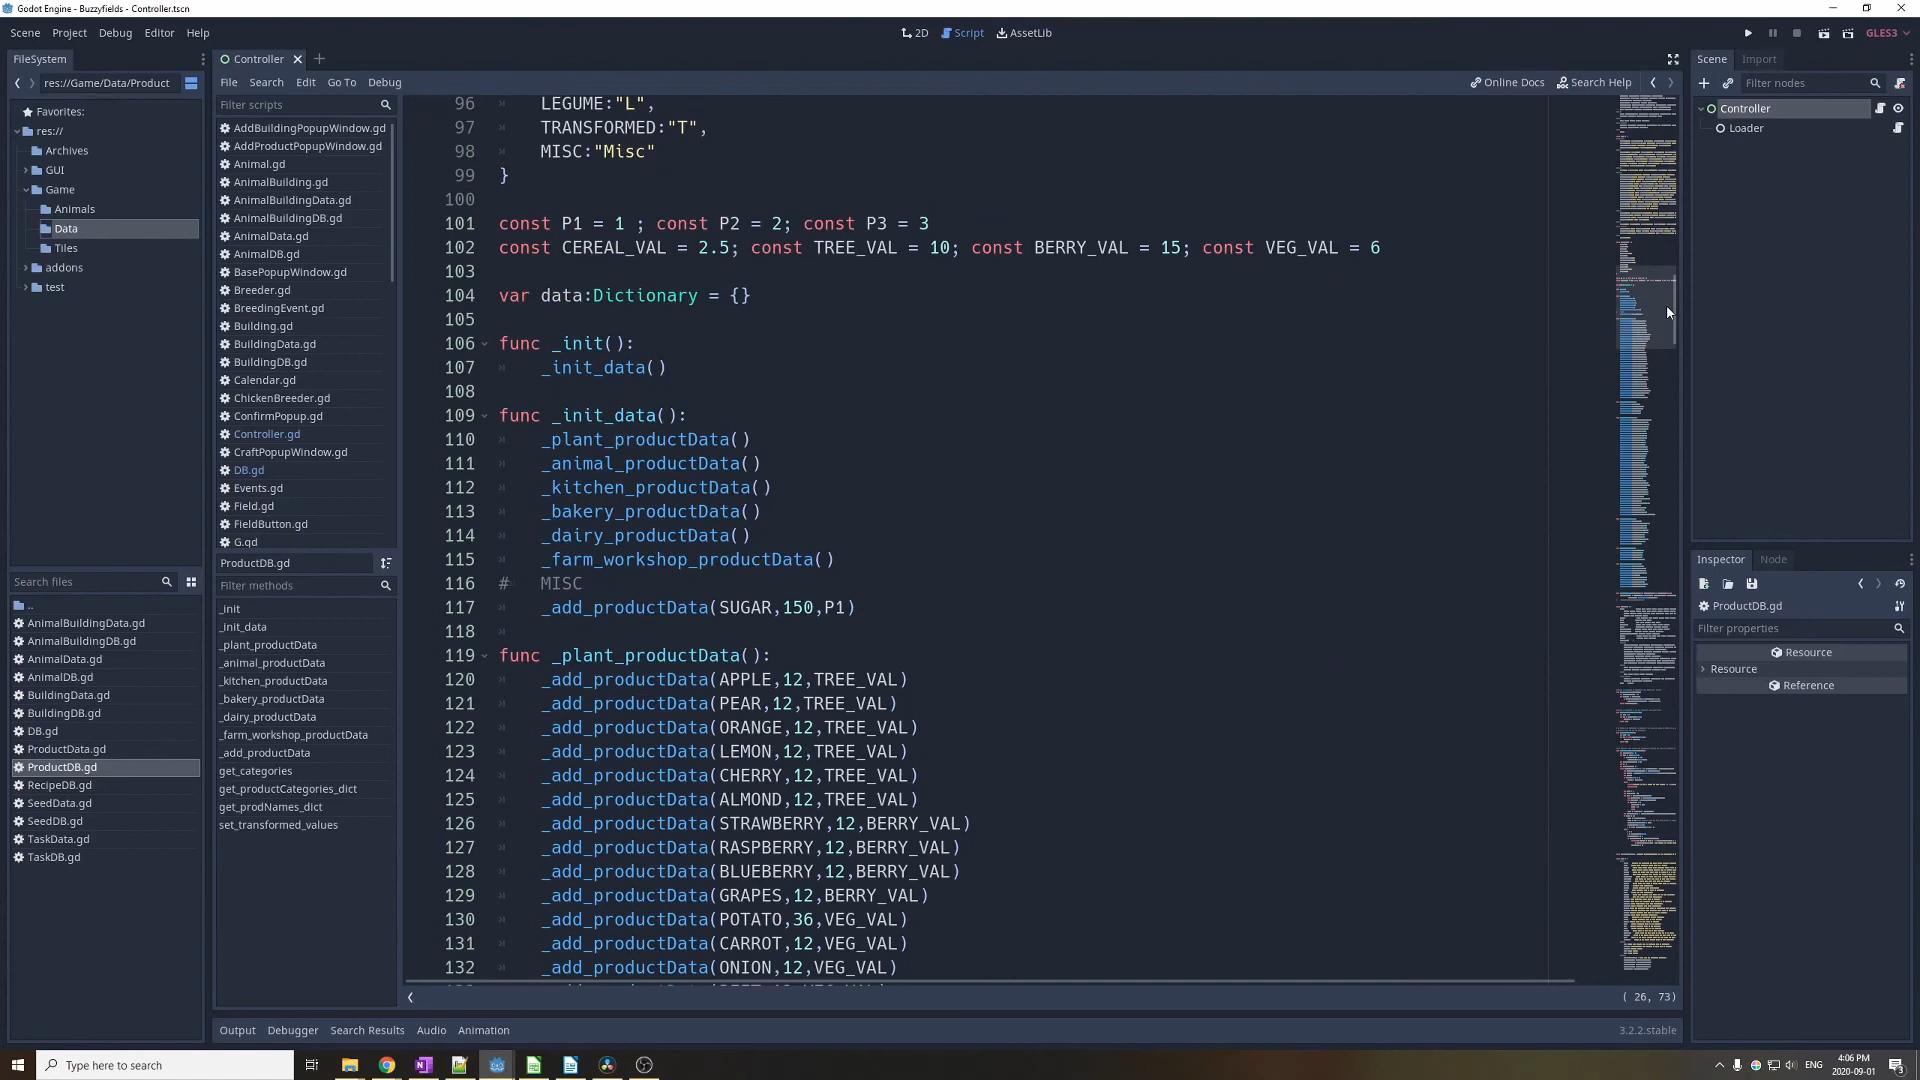 Godot Engine - Buzzyfields - Controller.tscn
Scene Project Debug Editor Help
2D Script AssetLib
GLES3
FileSystem
res://Game/Data/Product
Favorites:
res://
Archives
GUI
Game
Animals
Data
Tiles
addons
test
Search files
..
AnimalBuildingData.gd
AnimalBuildingDB.gd
AnimalData.gd
AnimalDB.gd
BuildingData.gd
BuildingDB.gd
DB.gd
ProductData.gd
ProductDB.gd
RecipeDB.gd
SeedData.gd
SeedDB.gd
TaskData.gd
TaskDB.gd
Controller
File Search Edit Go To Debug
Online Docs Search Help
Filter scripts
AddBuildingPopupWindow.gd
AddProductPopupWindow.gd
Animal.gd
AnimalBuilding.gd
AnimalBuildingData.gd
AnimalBuildingDB.gd
AnimalData.gd
AnimalDB.gd
BasePopupWindow.gd
Breeder.gd
BreedingEvent.gd
Building.gd
BuildingData.gd
BuildingDB.gd
Calendar.gd
ChickenBreeder.gd
ConfirmPopup.gd
Controller.gd
CraftPopupWindow.gd
DB.gd
Events.gd
Field.gd
FieldButton.gd
G.gd
ProductDB.gd
Filter methods
_init
_init_data
_plant_productData
_animal_productData
_kitchen_productData
_bakery_productData
_dairy_productData
_farm_workshop_productData
_add_productData
get_categories
get_productCategories_dict
get_prodNames_dict
set_transformed_values
96 LEGUME:"L",
97 TRANSFORMED:"T",
98 MISC:"Misc"
99 }
100
101 const P1 = 1 ; const P2 = 2; const P3 = 3
102 const CEREAL_VAL = 2.5; const TREE_VAL = 10; const BERRY_VAL = 15; const VEG_VAL = 6
103
104 var data:Dictionary = {}
105
106 func _init():
107 _init_data()
108
109 func _init_data():
110 _plant_productData()
111 _animal_productData()
112 _kitchen_productData()
113 _bakery_productData()
114 _dairy_productData()
115 _farm_workshop_productData()
116 # MISC
117 _add_productData(SUGAR,150,P1)
118
119 func _plant_productData():
120 _add_productData(APPLE,12,TREE_VAL)
121 _add_productData(PEAR,12,TREE_VAL)
122 _add_productData(ORANGE,12,TREE_VAL)
123 _add_productData(LEMON,12,TREE_VAL)
124 _add_productData(CHERRY,12,TREE_VAL)
125 _add_productData(ALMOND,12,TREE_VAL)
126 _add_productData(STRAWBERRY,12,BERRY_VAL)
127 _add_productData(RASPBERRY,12,BERRY_VAL)
128 _add_productData(BLUEBERRY,12,BERRY_VAL)
129 _add_productData(GRAPES,12,BERRY_VAL)
130 _add_productData(POTATO,36,VEG_VAL)
131 _add_productData(CARROT,12,VEG_VAL)
132 _add_productData(ONION,12,VEG_VAL)
( 26, 73)
Output Debugger Search Results Audio Animation
3.2.2.stable
Scene Import
Filter nodes
Controller
Loader
Inspector Node
ProductDB.gd
Filter properties
Resource
Resource
Reference
Type here to search
ENG
4:06 PM
2020-09-01
3